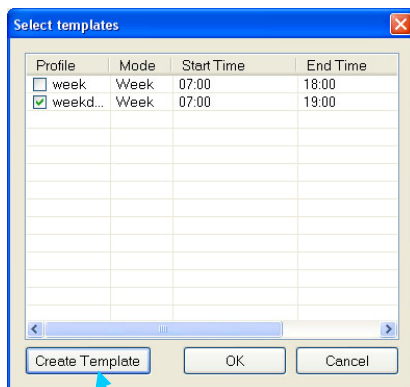 Select templates
Profile Mode Start Time End Time
week Week 07:00 18:00
weekd... Week 07:00 19:00
Create Template OK Cancel